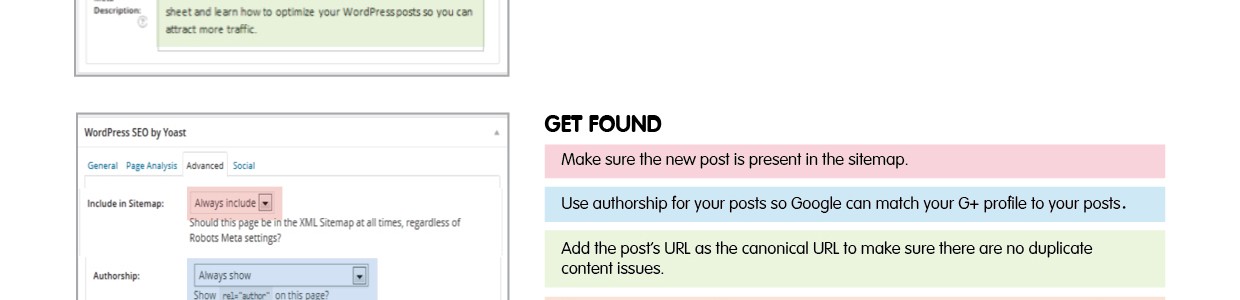 Description:
sheet and learn how to optimize your WordPress posts so you can
attract more traffic.
WordPress SEO by Yoast
General Page Analysis Advanced Social
Include in Sitemap:
Always include
Should this page be in the XML Sitemap at all times, regardless of
Robots Meta settings?
Authorship:
Always show
Show rel="author" on this page?
GET FOUND
Make sure the new post is present in the sitemap.
Use authorship for your posts so Google can match your G+ profile to your posts.
Add the post's URL as the canonical URL to make sure there are no duplicate
content issues.